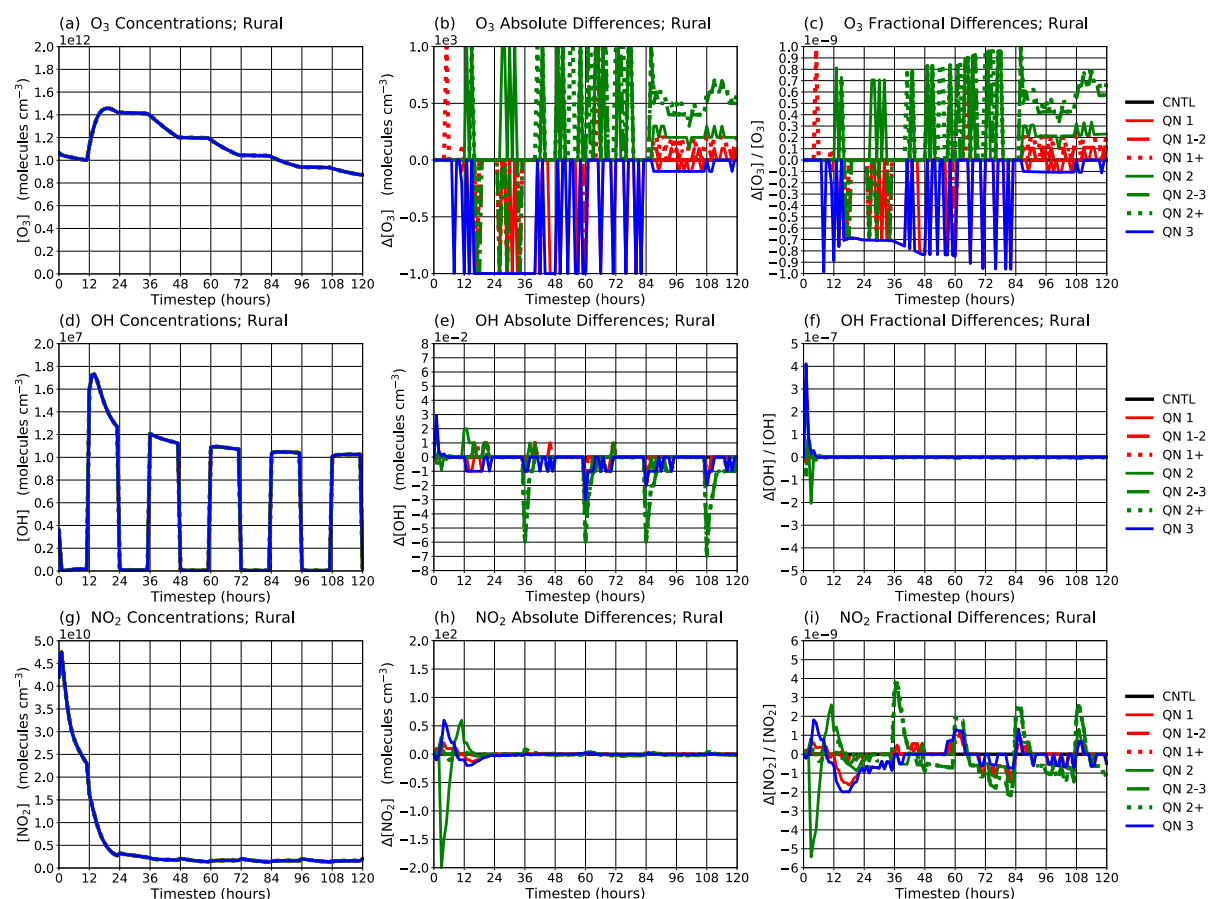 (a) O₃ Concentrations; Rural
1e12
[O₃] (molecules cm⁻³)
2.0
1.8
1.6
1.4
1.2
1.0
0.8
0.6
0.4
0.2
0.0
0 12 24 36 48 60 72 84 96 108 120
Timestep (hours)
(b) O₃ Absolute Differences; Rural
1e3
Δ[O₃] (molecules cm⁻³)
1.0
0.5
0.0
−0.5
−1.0
0 12 24 36 48 60 72 84 96 108 120
Timestep (hours)
(c) O₃ Fractional Differences; Rural
1e−9
Δ[O₃] / [O₃]
1.0
0.9
0.8
0.7
0.6
0.5
0.4
0.3
0.2
0.1
0.0
−0.1
−0.2
−0.3
−0.4
−0.5
−0.6
−0.7
−0.8
−0.9
−1.0
0 12 24 36 48 60 72 84 96 108 120
Timestep (hours)
CNTL
QN 1
QN 1-2
QN 1+
QN 2
QN 2-3
QN 2+
QN 3
(d) OH Concentrations; Rural
1e7
[OH] (molecules cm⁻³)
2.0
1.8
1.6
1.4
1.2
1.0
0.8
0.6
0.4
0.2
0.0
0 12 24 36 48 60 72 84 96 108 120
Timestep (hours)
(e) OH Absolute Differences; Rural
1e−2
Δ[OH] (molecules cm⁻³)
8
7
6
5
4
3
2
1
0
−1
−2
−3
−4
−5
−6
−7
−8
0 12 24 36 48 60 72 84 96 108 120
Timestep (hours)
(f) OH Fractional Differences; Rural
1e−7
Δ[OH] / [OH]
5
4
3
2
1
0
−1
−2
−3
−4
−5
0 12 24 36 48 60 72 84 96 108 120
Timestep (hours)
CNTL
QN 1
QN 1-2
QN 1+
QN 2
QN 2-3
QN 2+
QN 3
(g) NO₂ Concentrations; Rural
1e10
[NO₂] (molecules cm⁻³)
5.0
4.5
4.0
3.5
3.0
2.5
2.0
1.5
1.0
0.5
0.0
0 12 24 36 48 60 72 84 96 108 120
Timestep (hours)
(h) NO₂ Absolute Differences; Rural
1e2
Δ[NO₂] (molecules cm⁻³)
2.0
1.5
1.0
0.5
0.0
−0.5
−1.0
−1.5
−2.0
0 12 24 36 48 60 72 84 96 108 120
Timestep (hours)
(i) NO₂ Fractional Differences; Rural
1e−9
Δ[NO₂] / [NO₂]
6
5
4
3
2
1
0
−1
−2
−3
−4
−5
−6
0 12 24 36 48 60 72 84 96 108 120
Timestep (hours)
CNTL
QN 1
QN 1-2
QN 1+
QN 2
QN 2-3
QN 2+
QN 3